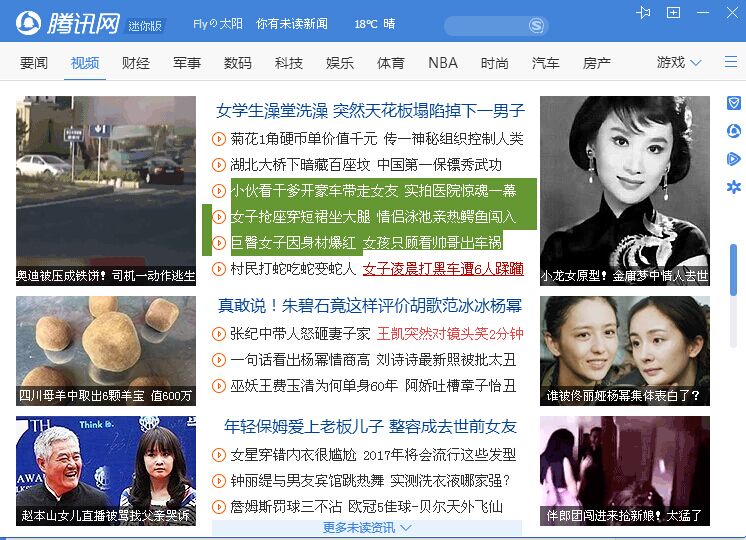 腾讯网 迷你版 Fly☉太阳 你有未读新闻 18℃ 晴
要闻 视频 财经 军事 数码 科技 娱乐 体育 NBA 时尚 汽车 房产 游戏
奥迪被压成铁饼！司机一动作逃生
女学生澡堂洗澡 突然天花板塌陷掉下一男子
菊花1角硬币单价值千元 传一神秘组织控制人类
湖北大桥下暗藏百座坟 中国第一保镖秀武功
小伙看干爹开豪车带走女友 实拍医院惊魂一幕
女子抢座穿短裙坐大腿 情侣泳池亲热鳄鱼闯入
巨臀女子因身材爆红 女孩只顾看帅哥出车祸
村民打蛇吃蛇变蛇人 女子凌晨打黑车遭6人蹂躏
小龙女原型！金庸梦中情人去世
四川母羊中取出6颗羊宝 值600万
真敢说！朱碧石竟这样评价胡歌范冰冰杨幂
张纪中带人怒砸妻子家 王凯突然对镜头笑2分钟
一句话看出杨幂情商高 刘诗诗最新照被批太丑
巫妖王费玉清为何单身60年 阿娇吐槽章子怡丑
谁被佟丽娅杨幂集体表白了？
Think B.
赵本山女儿直播被骂找父亲哭诉
年轻保姆爱上老板儿子 整容成去世前女友
女星穿错内衣很尴尬 2017年将会流行这些发型
钟丽缇与男友宾馆跳热舞 实测洗衣液哪家强?
詹姆斯罚球三不沾 欧冠5佳球-贝尔天外飞仙
更多未读资讯
伴郎团闯进来抢新娘！太猛了